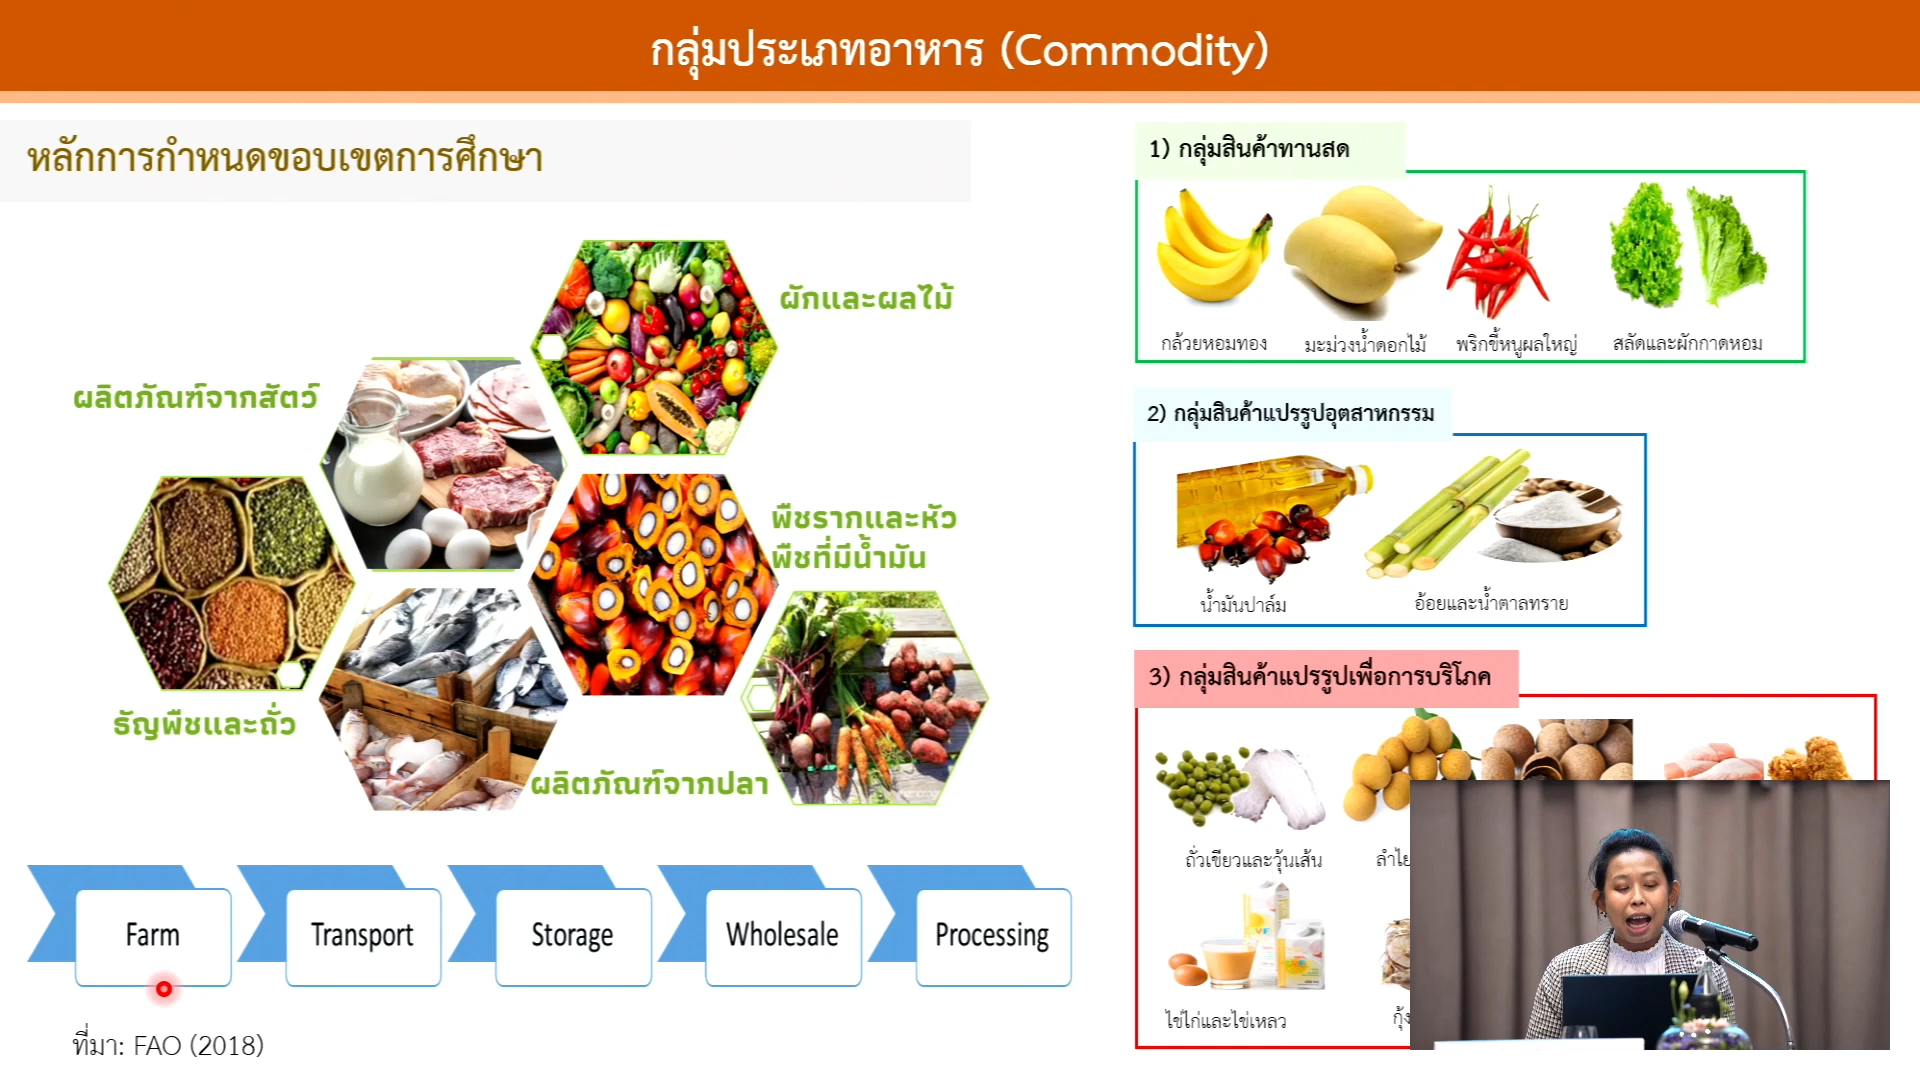 กลุ่มประเภทอาหาร (Commodity)
หลักการกำหนดขอบเขตการศึกษา
ผักและผลไม้
ผลิตภัณฑ์จากสัตว์
พืชรากและหัว
พืชที่มีน้ำมัน
ธัญพืชและถั่ว
ผลิตภัณฑ์จากปลา
Farm
Transport
Storage
Wholesale
Processing
ที่มา: FAO (2018)
1) กลุ่มสินค้าทานสด
กล้วยหอมทอง
มะม่วงน้ำดอกไม้
พริกขี้หนูผลใหญ่
สลัดและผักกาดหอม
2) กลุ่มสินค้าแปรรูปอุตสาหกรรม
น้ำมันปาล์ม
อ้อยและน้ำตาลทราย
3) กลุ่มสินค้าแปรรูปเพื่อการบริโภค
ถั่วเขียวและวุ้นเส้น
ลำไย
ไข่ไก่และไข่เหลว
กุ้ง